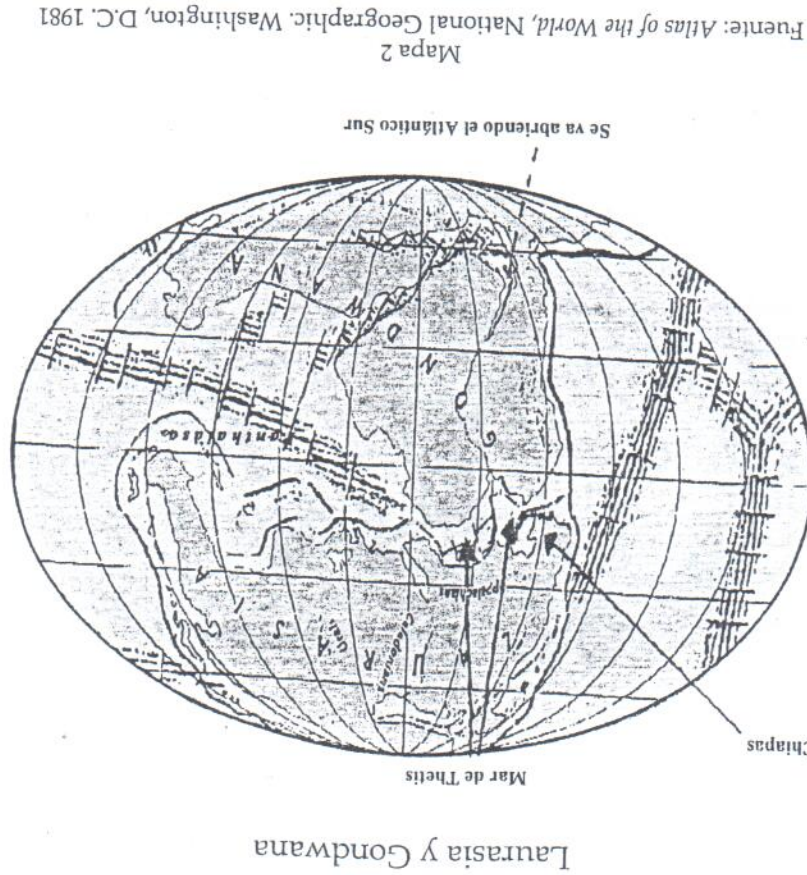 Laurasia y Gondwana
Mar de Thetis
Chiapas
L A U R A S I A
G O N D W A N A
Se va abriendo el Atlántico Sur
Mapa 2
Fuente: Atlas of the World, National Geographic. Washington, D.C. 1981